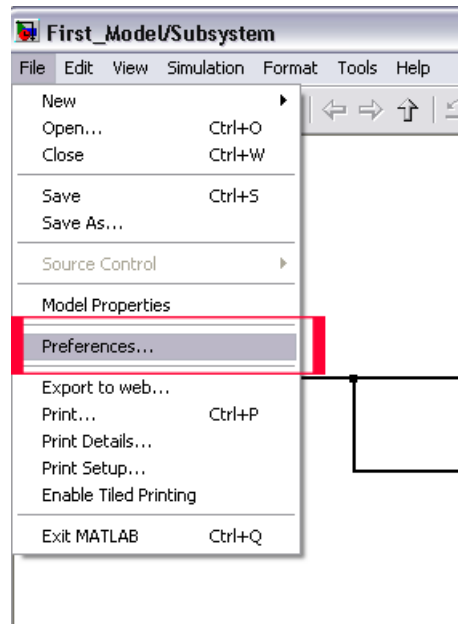 First_Model/Subsystem
File Edit View Simulation Format Tools Help
New
Open... Ctrl+O
Close Ctrl+W
Save Ctrl+S
Save As...
Source Control
Model Properties
Preferences...
Export to web...
Print... Ctrl+P
Print Details...
Print Setup...
Enable Tiled Printing
Exit MATLAB Ctrl+Q